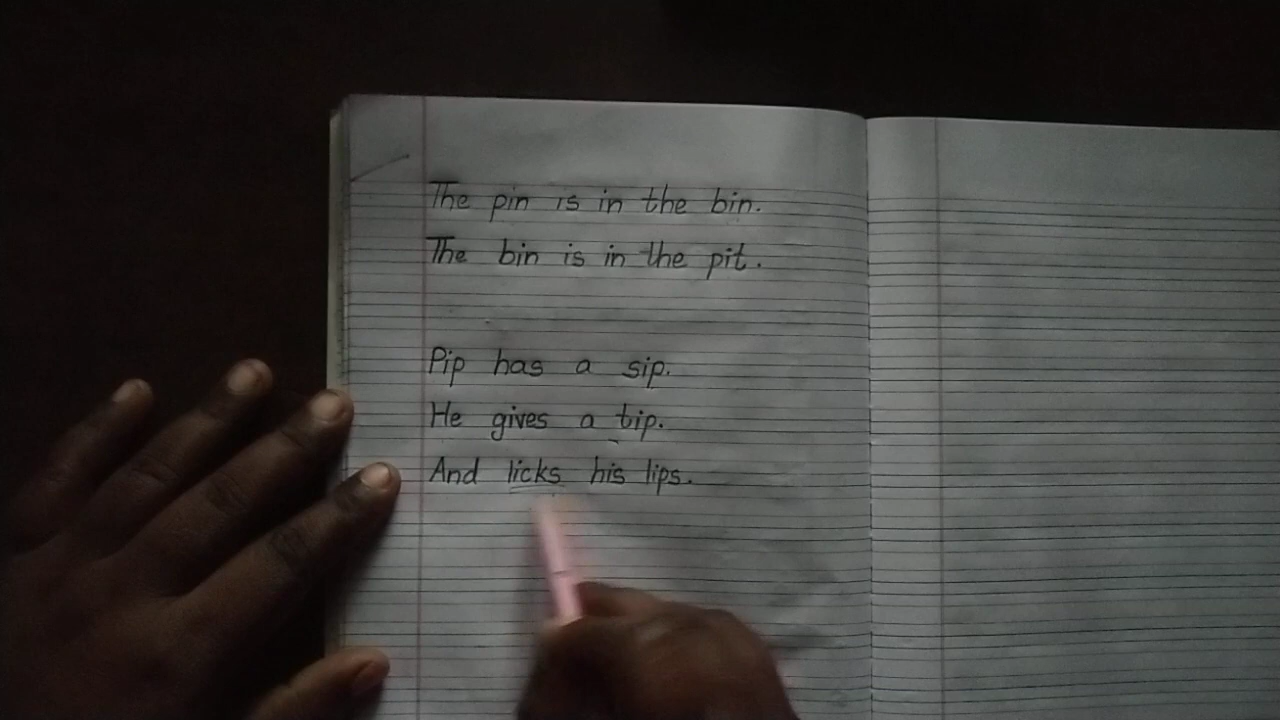 The pin is in the bin.
The bin is in the pit.
Pip has a sip.
He gives a tip.
And licks his lips.